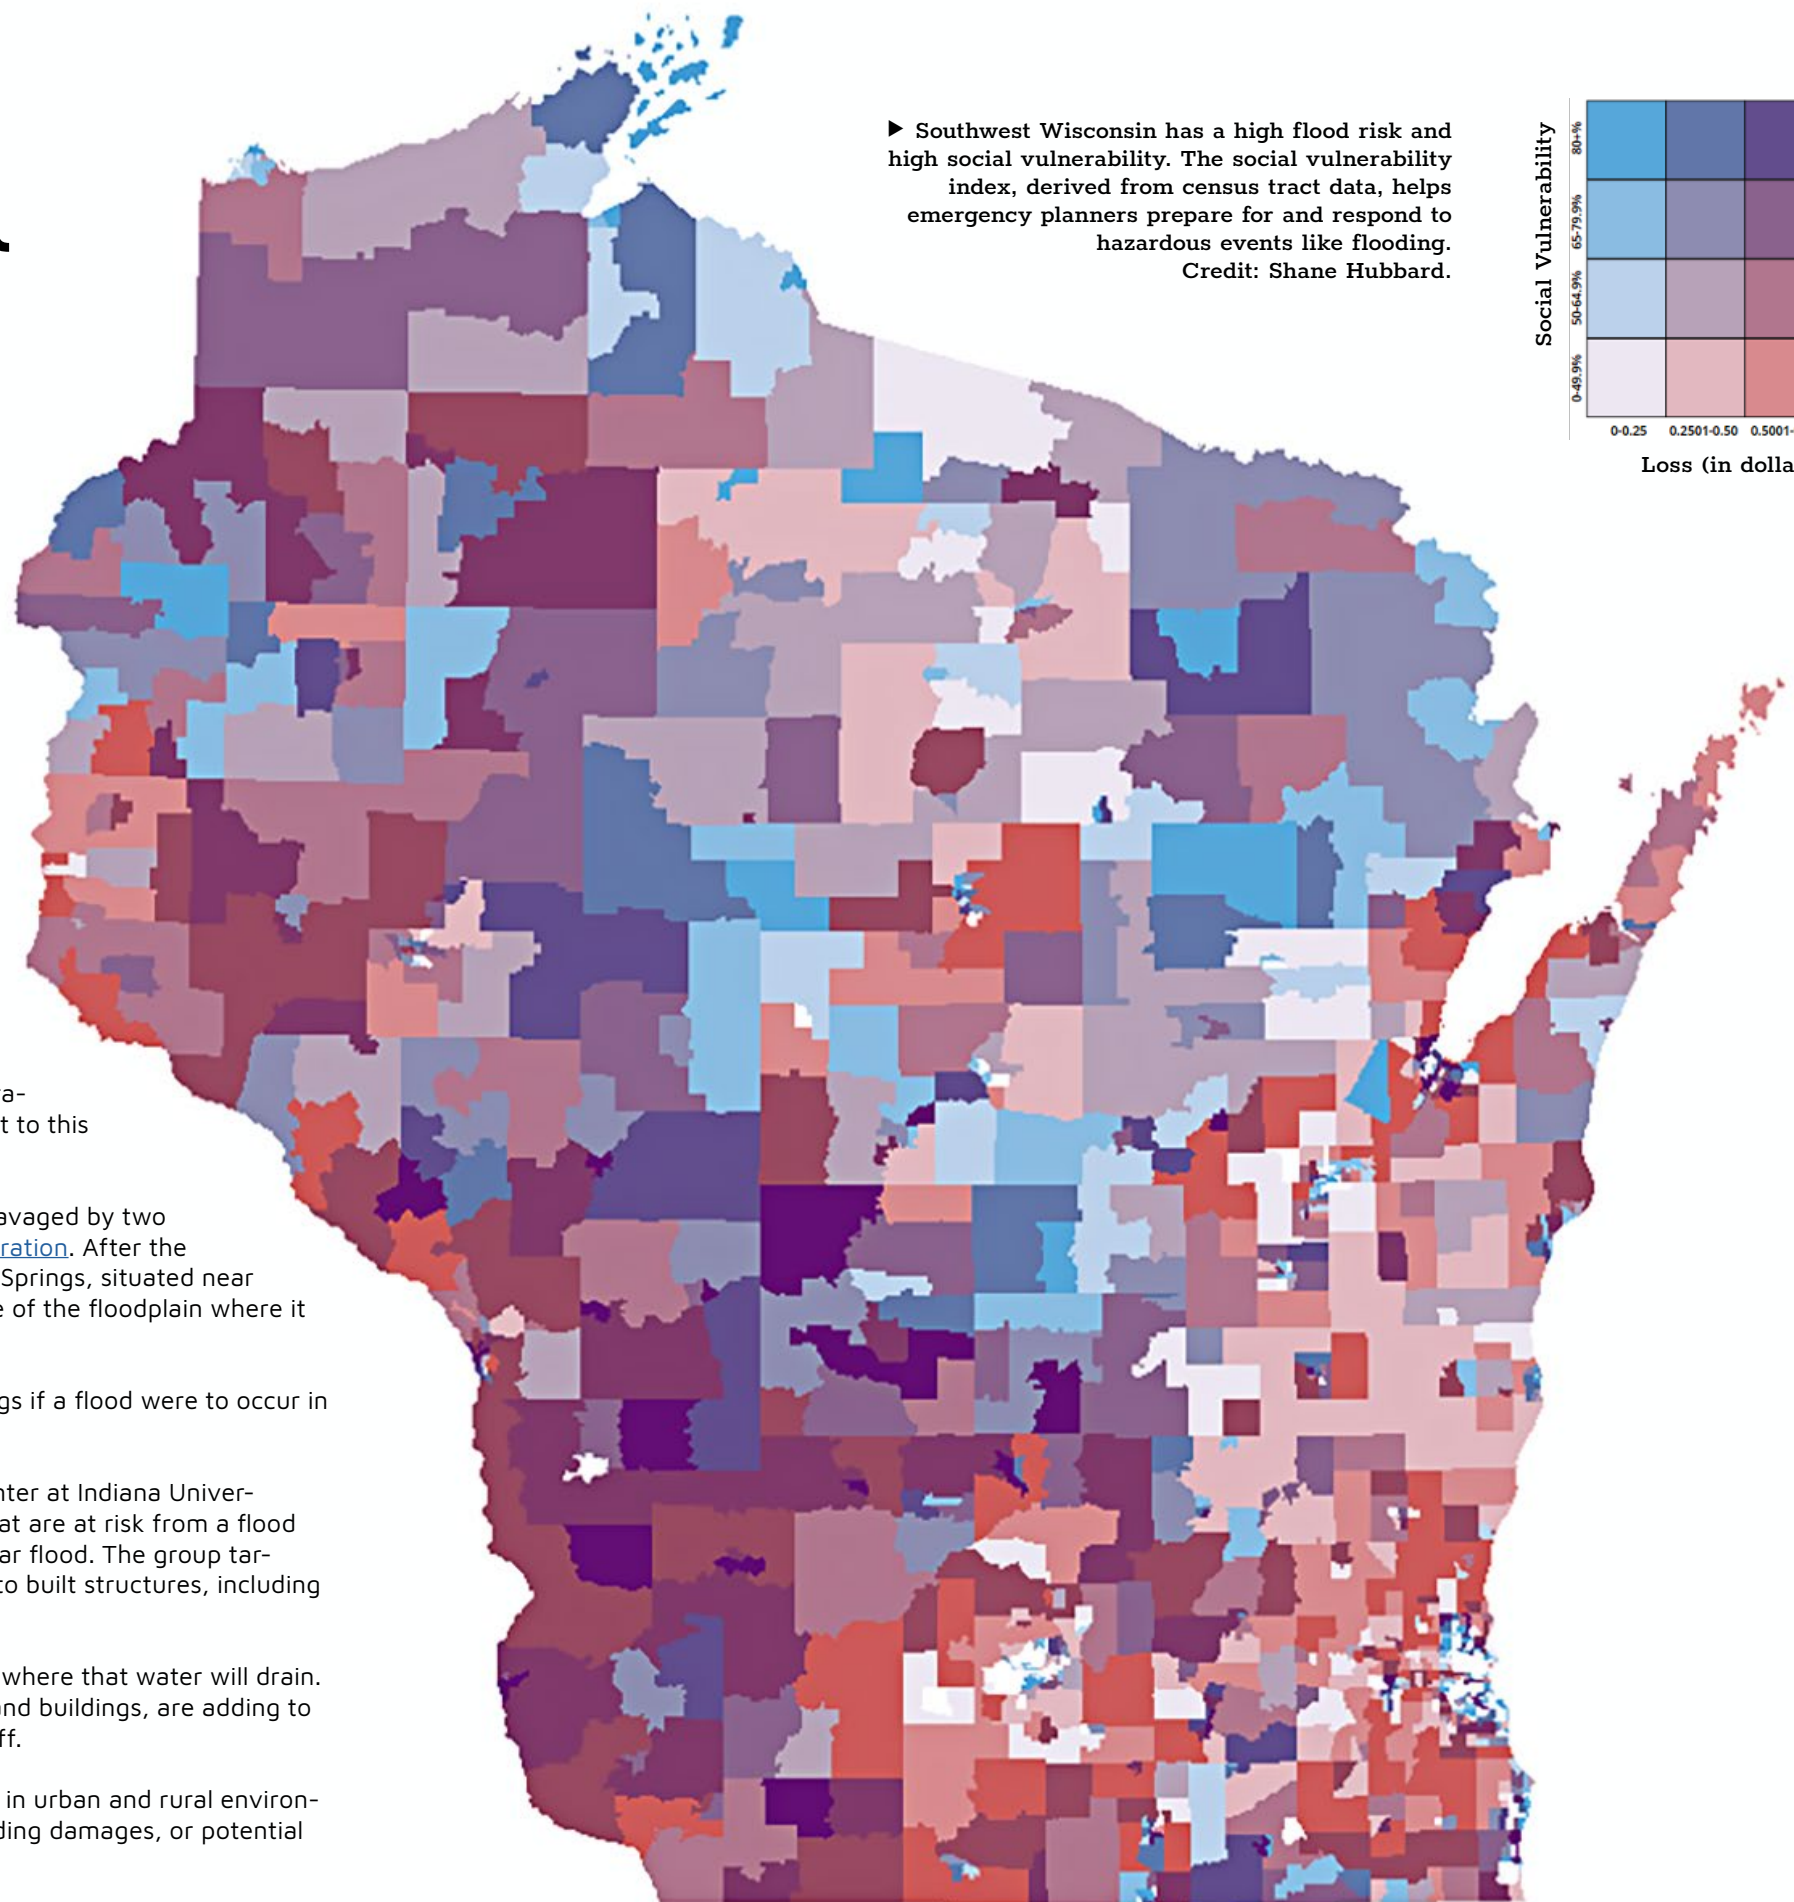 ▶ Southwest Wisconsin has a high flood risk and
high social vulnerability. The social vulnerability
index, derived from census tract data, helps
emergency planners prepare for and respond to
hazardous events like flooding.
Credit: Shane Hubbard.
Social Vulnerability
80+%
65-79.9%
50-64.9%
0-49.9%
0-0.25
0.2501-0.50
0.5001-
Loss (in dolla
a-
t to this
avaged by two
ration. After the
Springs, situated near
e of the floodplain where it
gs if a flood were to occur in
nter at Indiana Univer-
at are at risk from a flood
ar flood. The group tar-
to built structures, including
where that water will drain.
and buildings, are adding to
ff.
in urban and rural environ-
ding damages, or potential